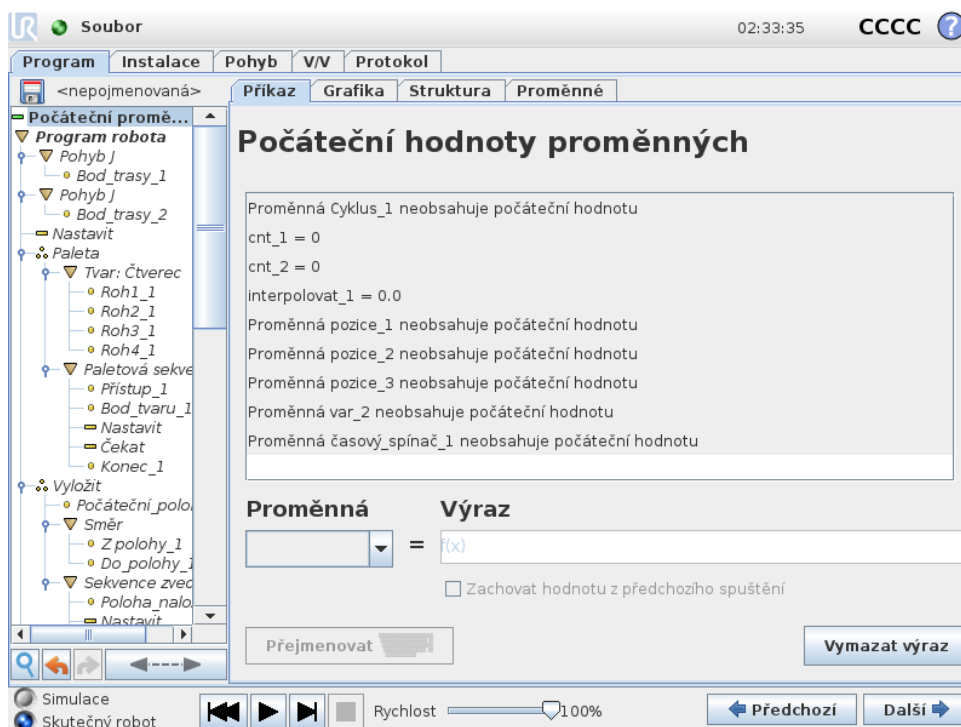 UR Soubor 02:33:35 CCCC ?
Program Instalace Pohyb V/V Protokol
<nepojmenovaná> Příkaz Grafika Struktura Proměnné
Počáteční promě...
Program robota
Pohyb J
Bod_trasy_1
Pohyb J
Bod_trasy_2
Nastavit
Paleta
Tvar: Čtverec
Roh1_1
Roh2_1
Roh3_1
Roh4_1
Paletová sekve
Přístup_1
Bod_tvaru_1
Nastavit
Čekat
Konec_1
Vyložit
Počáteční_polo
Směr
Z polohy_1
Do_polohy_1
Sekvence zved
Poloha_nalo
Nastavit
Počáteční hodnoty proměnných
Proměnná Cyklus_1 neobsahuje počáteční hodnotu
cnt_1 = 0
cnt_2 = 0
interpolovat_1 = 0.0
Proměnná pozice_1 neobsahuje počáteční hodnotu
Proměnná pozice_2 neobsahuje počáteční hodnotu
Proměnná pozice_3 neobsahuje počáteční hodnotu
Proměnná var_2 neobsahuje počáteční hodnotu
Proměnná časový_spínač_1 neobsahuje počáteční hodnotu
Proměnná Výraz
= f(x)
Zachovat hodnotu z předchozího spuštění
Přejmenovat Vymazat výraz
Simulace
Skutečný robot
Rychlost 100% Předchozí Další